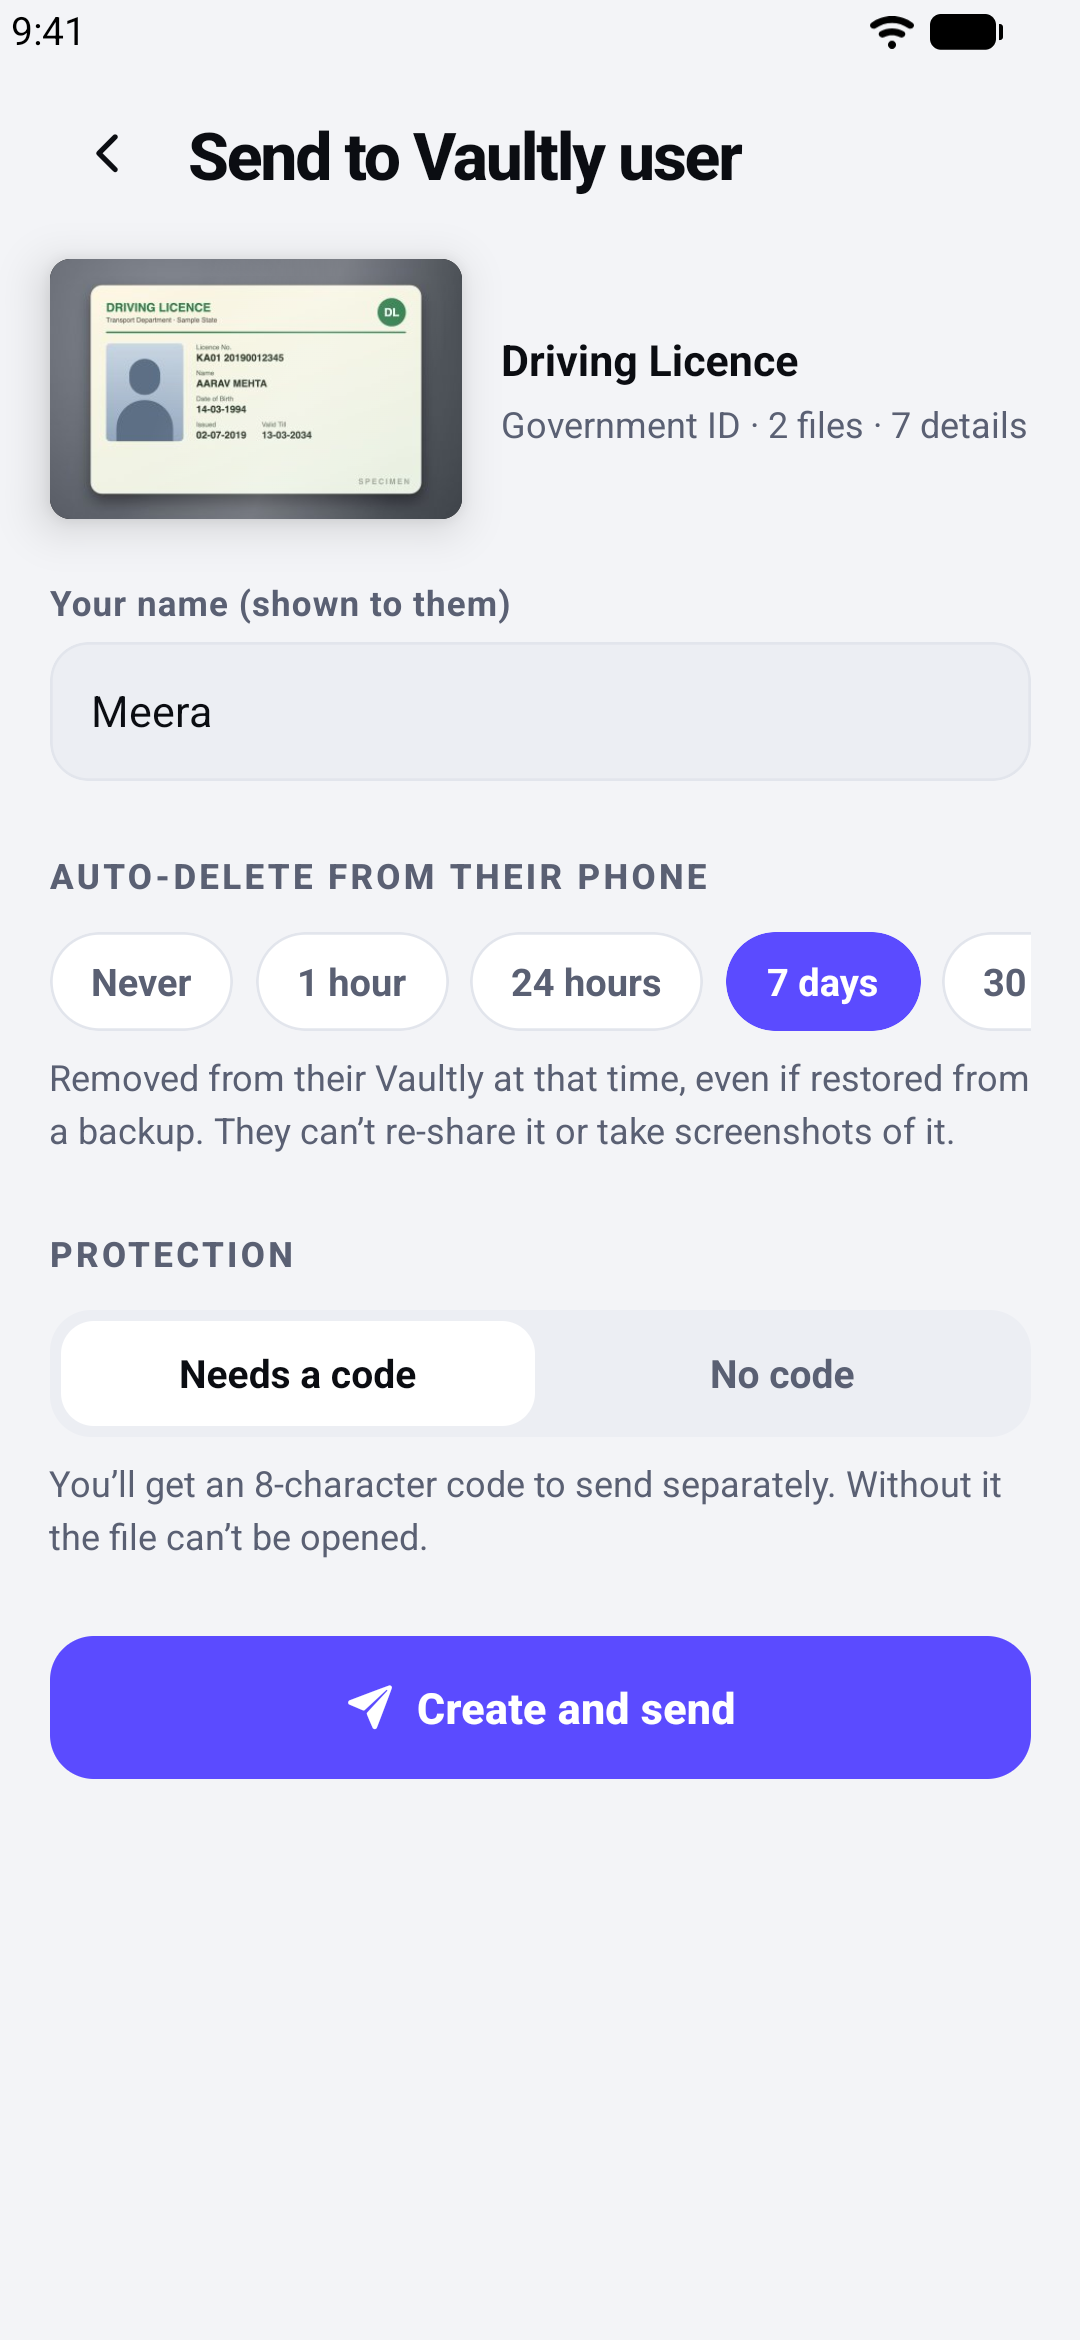 9:41
Send to Vaultly user
DRIVING LICENCE
Transport Department · Sample State
DL
Licence No.
KA01 20190012345
Name
AARAV MEHTA
Date of Birth
14-03-1994
Issued Valid Till
02-07-2019 13-03-2034
SPECIMEN
Driving Licence
Government ID · 2 files · 7 details
Your name (shown to them)
Meera
AUTO-DELETE FROM THEIR PHONE
Never 1 hour 24 hours 7 days 30
Removed from their Vaultly at that time, even if restored from
a backup. They can’t re-share it or take screenshots of it.
PROTECTION
Needs a code No code
You’ll get an 8-character code to send separately. Without it
the file can’t be opened.
Create and send